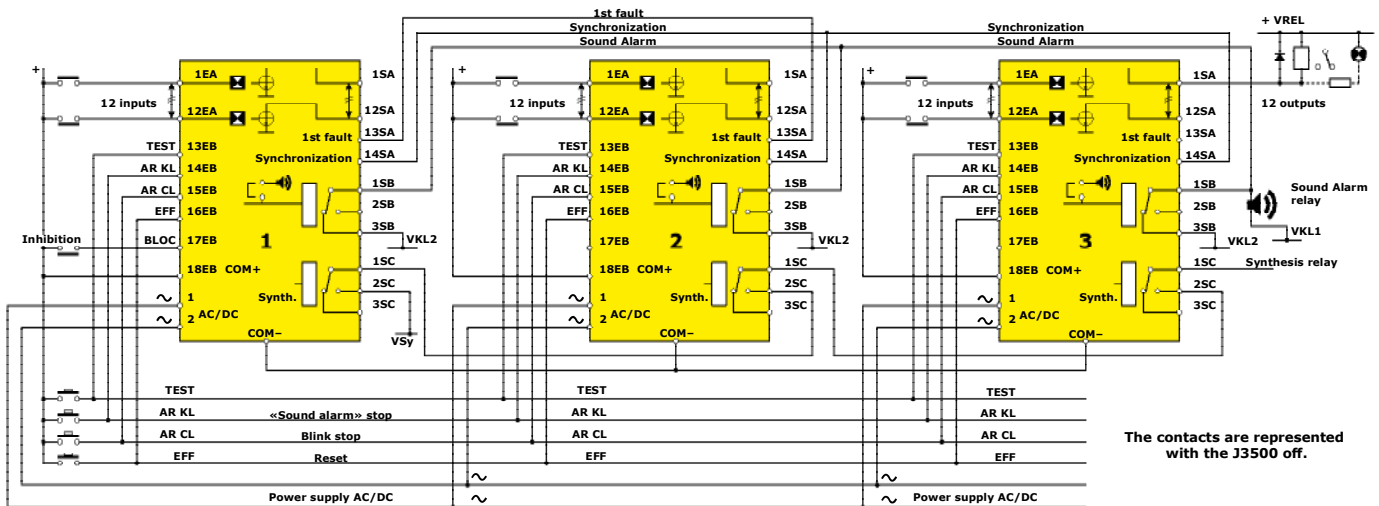 1st fault
Synchronization
Sound Alarm
Synchronization
Sound Alarm
+ VREL
+
12 inputs
1EA
12EA
1SA
12SA
13SA
14SA
1st fault
Synchronization
TEST
13EB
AR KL
14EB
AR CL
15EB
EFF
16EB
Inhibition
BLOC
17EB
18EB
COM+
1
1
2
AC/DC
Synth.
COM–
1SB
2SB
3SB
VKL2
1SC
2SC
3SC
VSy
+
12 inputs
1EA
12EA
1SA
12SA
13SA
14SA
1st fault
Synchronization
TEST
13EB
AR KL
14EB
AR CL
15EB
EFF
16EB
17EB
18EB
COM+
2
1
2
AC/DC
Synth.
COM–
1SB
2SB
3SB
VKL2
1SC
2SC
3SC
+
12 inputs
1EA
12EA
1SA
12SA
13SA
14SA
1st fault
Synchronization
TEST
13EB
AR KL
14EB
AR CL
15EB
EFF
16EB
17EB
18EB
COM+
3
1
2
AC/DC
Synth.
COM–
1SB
2SB
3SB
VKL2
1SC
2SC
3SC
12 outputs
Sound Alarm
relay
VKL1
Synthesis relay
TEST
TEST
TEST
AR KL
«Sound alarm» stop
AR KL
AR KL
AR CL
Blink stop
AR CL
AR CL
EFF
Reset
EFF
EFF
Power supply AC/DC
Power supply AC/DC
The contacts are represented
with the J3500 off.